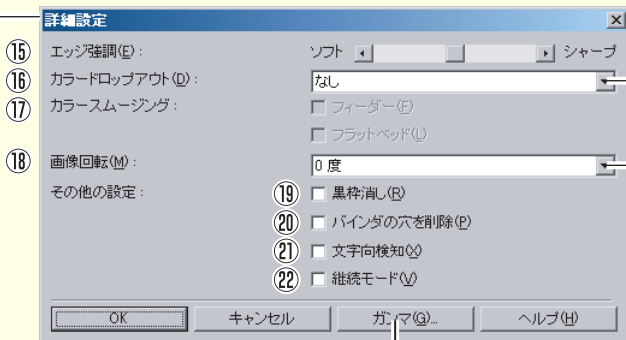 詳細設定
⑮ エッジ強調(E): ソフト シャープ
⑯ カラードロップアウト(D): なし
⑰ カラースムージング: フィーダー(F)
フラットベッド(L)
⑱ 画像回転(M): 0 度
その他の設定: ⑲ 黒枠消し(R)
⑳ バインダの穴を削除(P)
㉑ 文字向検知(X)
㉒ 継続モード(V)
OK キャンセル ガンマ(G)... ヘルプ(H)